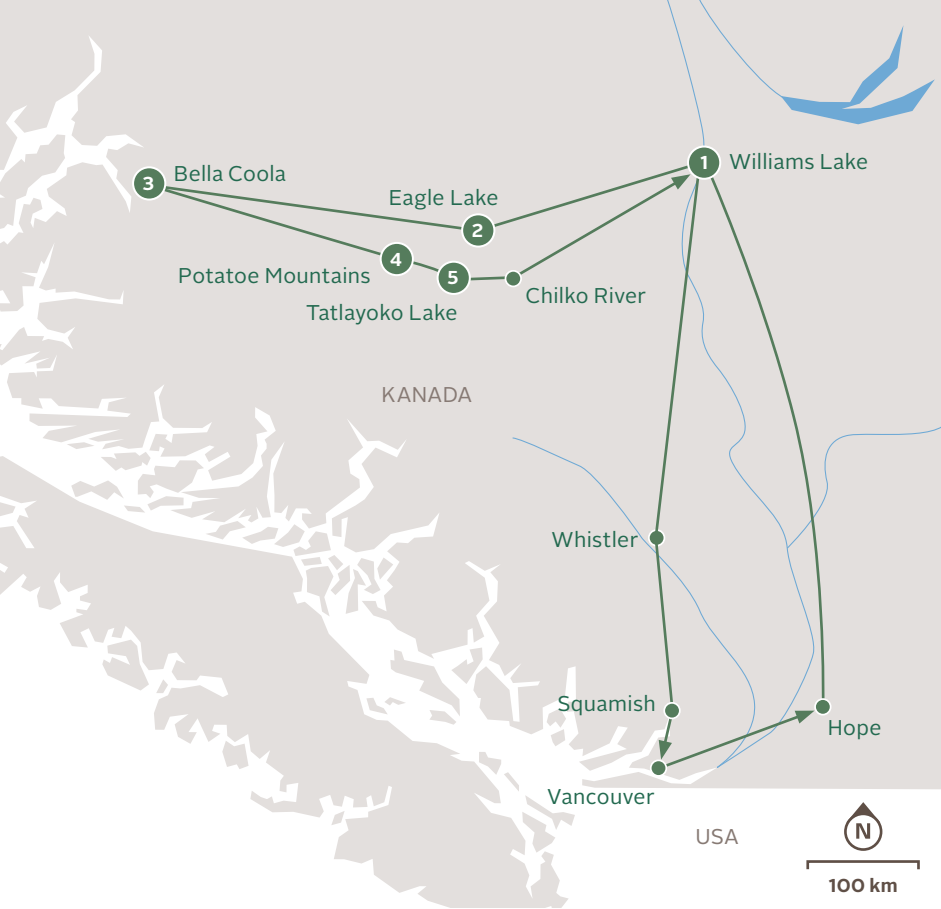 1
Williams Lake
3
Bella Coola
Eagle Lake
2
4
Potatoe Mountains
5
Chilko River
Tatlayoko Lake
KANADA
Whistler
Squamish
Hope
Vancouver
USA
N
100 km